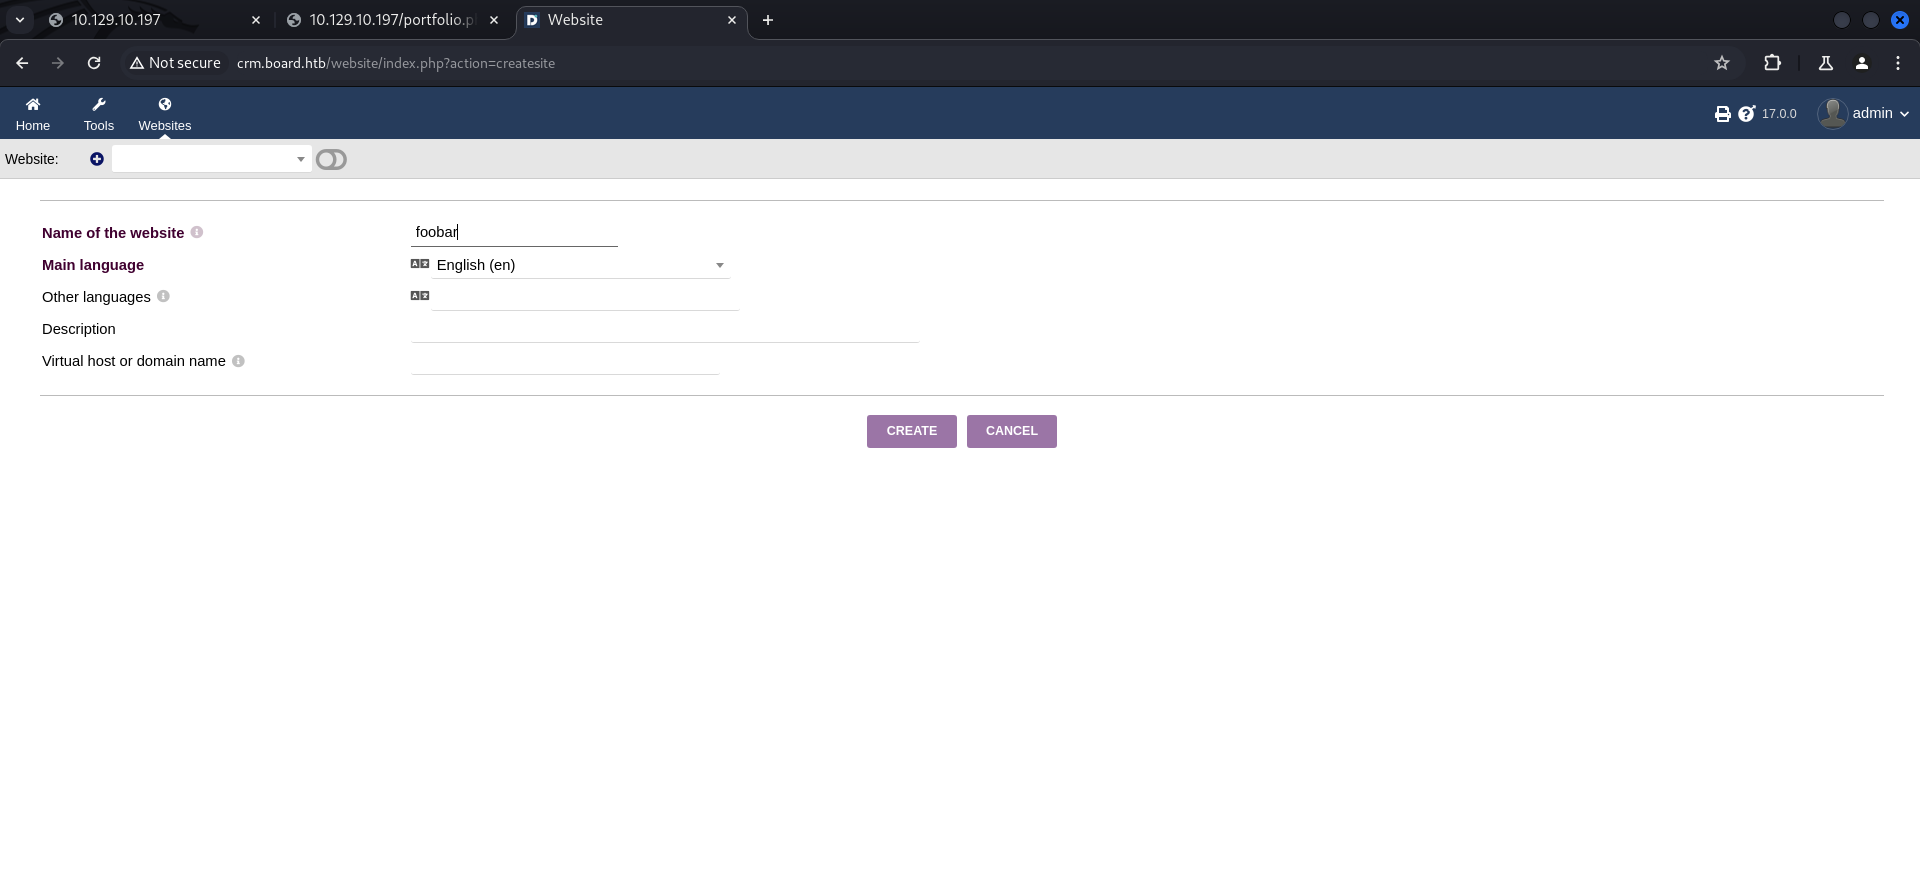 10.129.10.197
10.129.10.197/portfolio.p
Website
Not secure
crm.board.htb/website/index.php?action=createsite
Home
Tools
Websites
17.0.0
admin
Website:
Name of the website
foobar
Main language
English (en)
Other languages
Description
Virtual host or domain name
CREATE
CANCEL